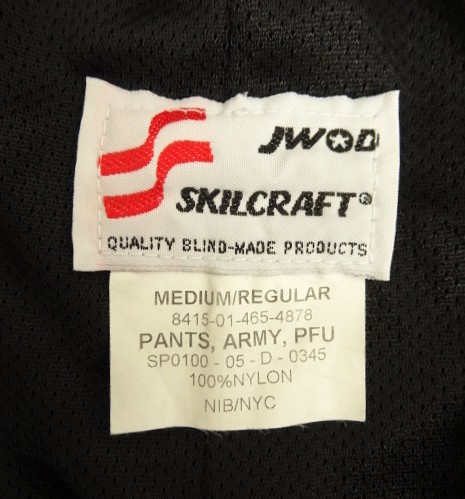 JWOD
SKILCRAFT®
QUALITY BLIND-MADE PRODUCTS
MEDIUM/REGULAR
8415-01-465-4878
PANTS, ARMY, PFU
SP0100 - 05 - D - 0345
100%NYLON
NIB/NYC